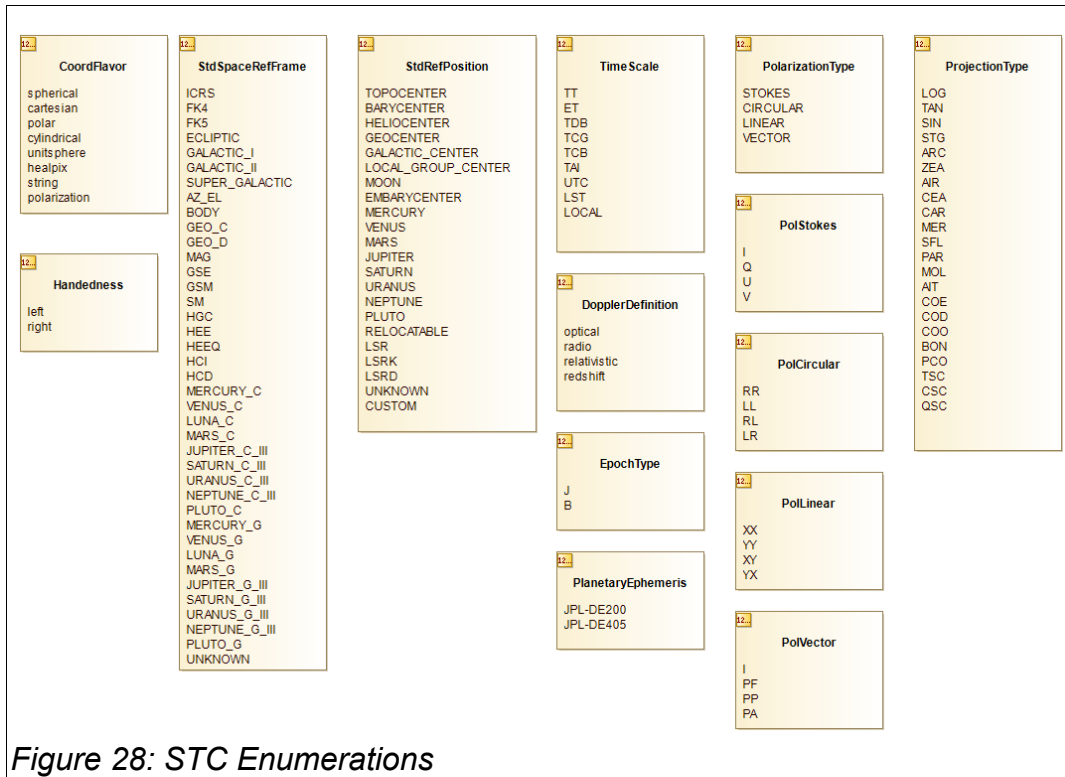 12...
CoordFlavor
spherical
cartesian
polar
cylindrical
unitsphere
healpix
string
polarization
12...
Handedness
left
right
12...
StdSpaceRefFrame
ICRS
FK4
FK5
ECLIPTIC
GALACTIC_I
GALACTIC_II
SUPER_GALACTIC
AZ_EL
BODY
GEO_C
GEO_D
MAG
GSE
GSM
SM
HGC
HEE
HEEQ
HCI
HCD
MERCURY_C
VENUS_C
LUNA_C
MARS_C
JUPITER_C_III
SATURN_C_III
URANUS_C_III
NEPTUNE_C_III
PLUTO_C
MERCURY_G
VENUS_G
LUNA_G
MARS_G
JUPITER_G_III
SATURN_G_III
URANUS_G_III
NEPTUNE_G_III
PLUTO_G
UNKNOWN
12...
StdRefPosition
TOPOCENTER
BARYCENTER
HELIOCENTER
GEOCENTER
GALACTIC_CENTER
LOCAL_GROUP_CENTER
MOON
EMBARYCENTER
MERCURY
VENUS
MARS
JUPITER
SATURN
URANUS
NEPTUNE
PLUTO
RELOCATABLE
LSR
LSRK
LSRD
UNKNOWN
CUSTOM
12...
TimeScale
TT
ET
TDB
TCG
TCB
TAI
UTC
LST
LOCAL
12...
DopplerDefinition
optical
radio
relativistic
redshift
12...
EpochType
J
B
12...
PlanetaryEphemeris
JPL-DE200
JPL-DE405
12...
PolarizationType
STOKES
CIRCULAR
LINEAR
VECTOR
12...
PolStokes
I
Q
U
V
12...
PolCircular
RR
LL
RL
LR
12...
PolLinear
XX
YY
XY
YX
12...
PolVector
I
PF
PP
PA
12...
ProjectionType
LOG
TAN
SIN
STG
ARC
ZEA
AIR
CEA
CAR
MER
SFL
PAR
MOL
AIT
COE
COD
COO
BON
PCO
TSC
CSC
QSC
Figure 28: STC Enumerations